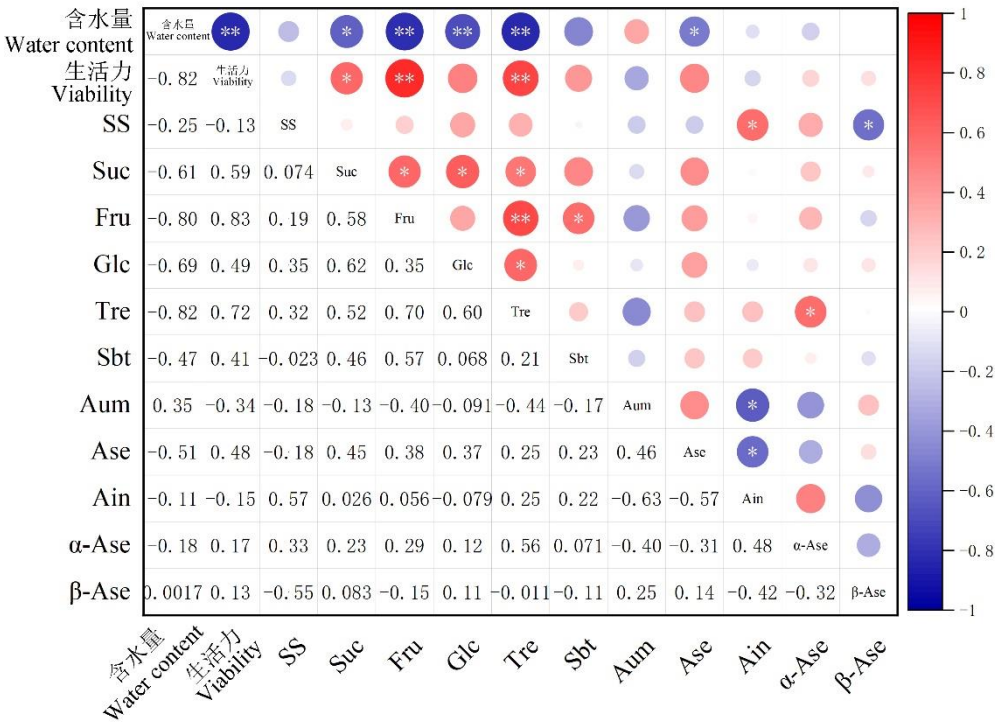 含水量
Water content
含水量
Water content
**
*
**
**
**
*
1
生活力
Viability
-0.82
生活力
Viability
*
**
**
0.8
SS
-0.25
-0.13
SS
*
*
0.6
Suc
-0.61
0.59
0.074
Suc
*
*
*
0.4
Fru
-0.80
0.83
0.19
0.58
Fru
**
*
0.2
Glc
-0.69
0.49
0.35
0.62
0.35
Glc
*
0
Tre
-0.82
0.72
0.32
0.52
0.70
0.60
Tre
*
-0.2
Sbt
-0.47
0.41
-0.023
0.46
0.57
0.068
0.21
Sbt
Aum
0.35
-0.34
-0.18
-0.13
-0.40
-0.091
-0.44
-0.17
Aum
*
-0.4
Ase
-0.51
0.48
-0.18
0.45
0.38
0.37
0.25
0.23
0.46
Ase
*
-0.6
Ain
-0.11
-0.15
0.57
0.026
0.056
-0.079
0.25
0.22
-0.63
-0.57
Ain
α-Ase
-0.18
0.17
0.33
0.23
0.29
0.12
0.56
0.071
-0.40
-0.31
0.48
α-Ase
-0.8
β-Ase
0.0017
0.13
-0.55
0.083
-0.15
0.11
-0.011
-0.11
0.25
0.14
-0.42
-0.32
β-Ase
-1
含水量
Water content
生活力
Viability
SS
Suc
Fru
Glc
Tre
Sbt
Aum
Ase
Ain
α-Ase
β-Ase